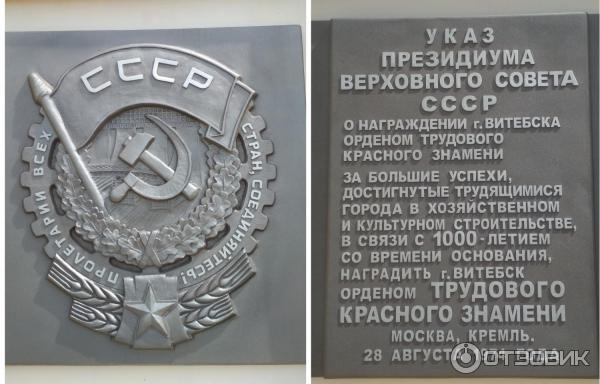 СССР
ПРОЛЕТАРИИ ВСЕХ
СТРАН, СОЕДИНЯЙТЕСЬ!
УКАЗ
ПРЕЗИДИУМА
ВЕРХОВНОГО СОВЕТА
СССР
О НАГРАЖДЕНИИ г. ВИТЕБСКА
ОРДЕНОМ ТРУДОВОГО
КРАСНОГО ЗНАМЕНИ
ЗА БОЛЬШИЕ УСПЕХИ,
ДОСТИГНУТЫЕ ТРУДЯЩИМИСЯ
ГОРОДА В ХОЗЯЙСТВЕННОМ
И КУЛЬТУРНОМ СТРОИТЕЛЬСТВЕ,
В СВЯЗИ С 1000-ЛЕТИЕМ
СО ВРЕМЕНИ ОСНОВАНИЯ,
НАГРАДИТЬ г. ВИТЕБСК
ОРДЕНОМ ТРУДОВОГО
КРАСНОГО ЗНАМЕНИ
МОСКВА, КРЕМЛЬ.
28 АВГУСТА 1974 ГОДА
ОТЗОВИК